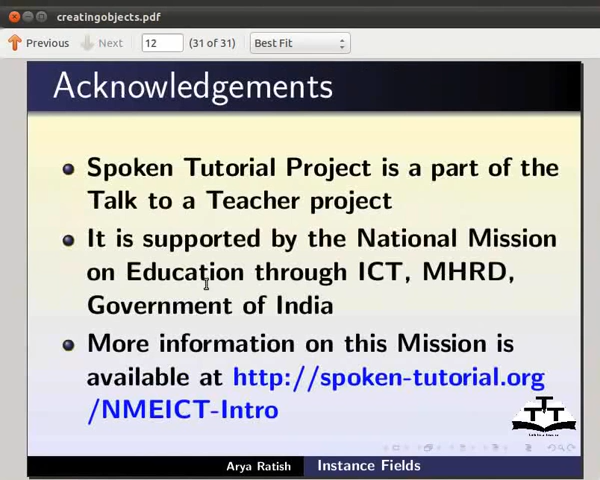 creatingobjects.pdf
Previous Next 12 (31 of 31) Best Fit
Acknowledgements
Spoken Tutorial Project is a part of the
Talk to a Teacher project
It is supported by the National Mission
on Education through ICT, MHRD,
Government of India
More information on this Mission is
available at http://spoken-tutorial.org
/NMEICT-Intro
Arya Ratish Instance Fields